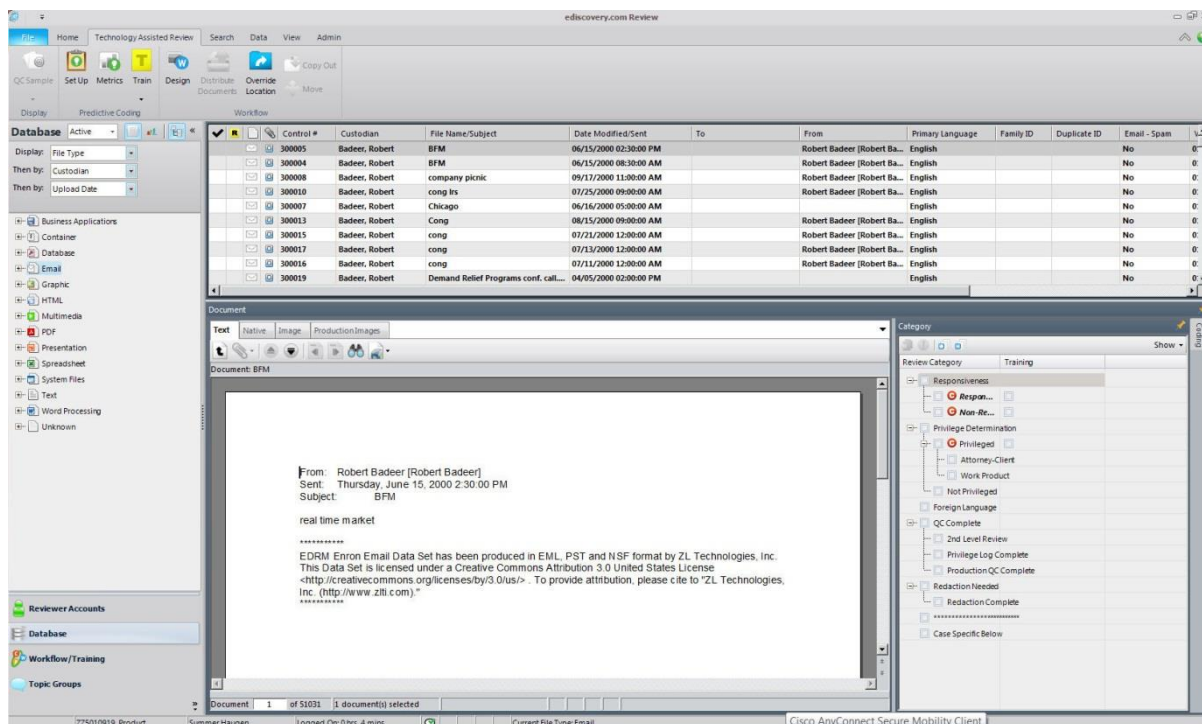 ediscovery.com Review
File Home Technology Assisted Review Search Data View Admin
QC Sample Set Up Metrics Train Design Distribute Documents Override Location Copy Out Move
Display Predictive Coding Workflow
Database Active
Display: File Type
Then by: Custodian
Then by: Upload Date
Business Applications
Container
Database
Email
Graphic
HTML
Multimedia
PDF
Presentation
Spreadsheet
System Files
Text
Word Processing
Unknown
Reviewer Accounts
Database
Workflow/Training
Topic Groups
R Control # Custodian File Name/Subject Date Modified/Sent To From Primary Language Family ID Duplicate ID Email - Spam
300005 Badeer, Robert BFM 06/15/2000 02:30:00 PM Robert Badeer [Robert Ba... English No
300004 Badeer, Robert BFM 06/15/2000 08:30:00 AM Robert Badeer [Robert Ba... English No
300008 Badeer, Robert company picnic 09/17/2000 11:00:00 AM Robert Badeer [Robert Ba... English No
300010 Badeer, Robert cong lrs 07/25/2000 09:00:00 AM Robert Badeer [Robert Ba... English No
300007 Badeer, Robert Chicago 06/16/2000 05:00:00 AM English No
300013 Badeer, Robert Cong 08/15/2000 09:00:00 AM Robert Badeer [Robert Ba... English No
300015 Badeer, Robert cong 07/21/2000 12:00:00 AM Robert Badeer [Robert Ba... English No
300017 Badeer, Robert cong 07/13/2000 12:00:00 AM Robert Badeer [Robert Ba... English No
300016 Badeer, Robert cong 07/11/2000 12:00:00 AM Robert Badeer [Robert Ba... English No
300019 Badeer, Robert Demand Relief Programs conf. call.... 04/05/2000 02:00:00 PM English No
Document
Text Native Image Production Images
Document: BFM
From: Robert Badeer [Robert Badeer]
Sent: Thursday, June 15, 2000 2:30:00 PM
Subject: BFM
real time market
***********
EDRM Enron Email Data Set has been produced in EML, PST and NSF format by ZL Technologies, Inc.
This Data Set is licensed under a Creative Commons Attribution 3.0 United States License
<http://creativecommons.org/licenses/by/3.0/us/> . To provide attribution, please cite to "ZL Technologies,
Inc. (http://www.zlti.com)."
***********
Document 1 of 51031 1 document(s) selected
Category
Coding
Show
Review Category Training
Responsiveness
Respon...
Non-Re...
Privilege Determination
Privileged
Attorney-Client
Work Product
Not Privileged
Foreign Language
QC Complete
2nd Level Review
Privilege Log Complete
Production QC Complete
Redaction Needed
Redaction Complete
Case Specific Below
Summer Haugen Logged On: 0 hrs, 4 mins Current File Type: Email
Cisco AnyConnect Secure Mobility Client